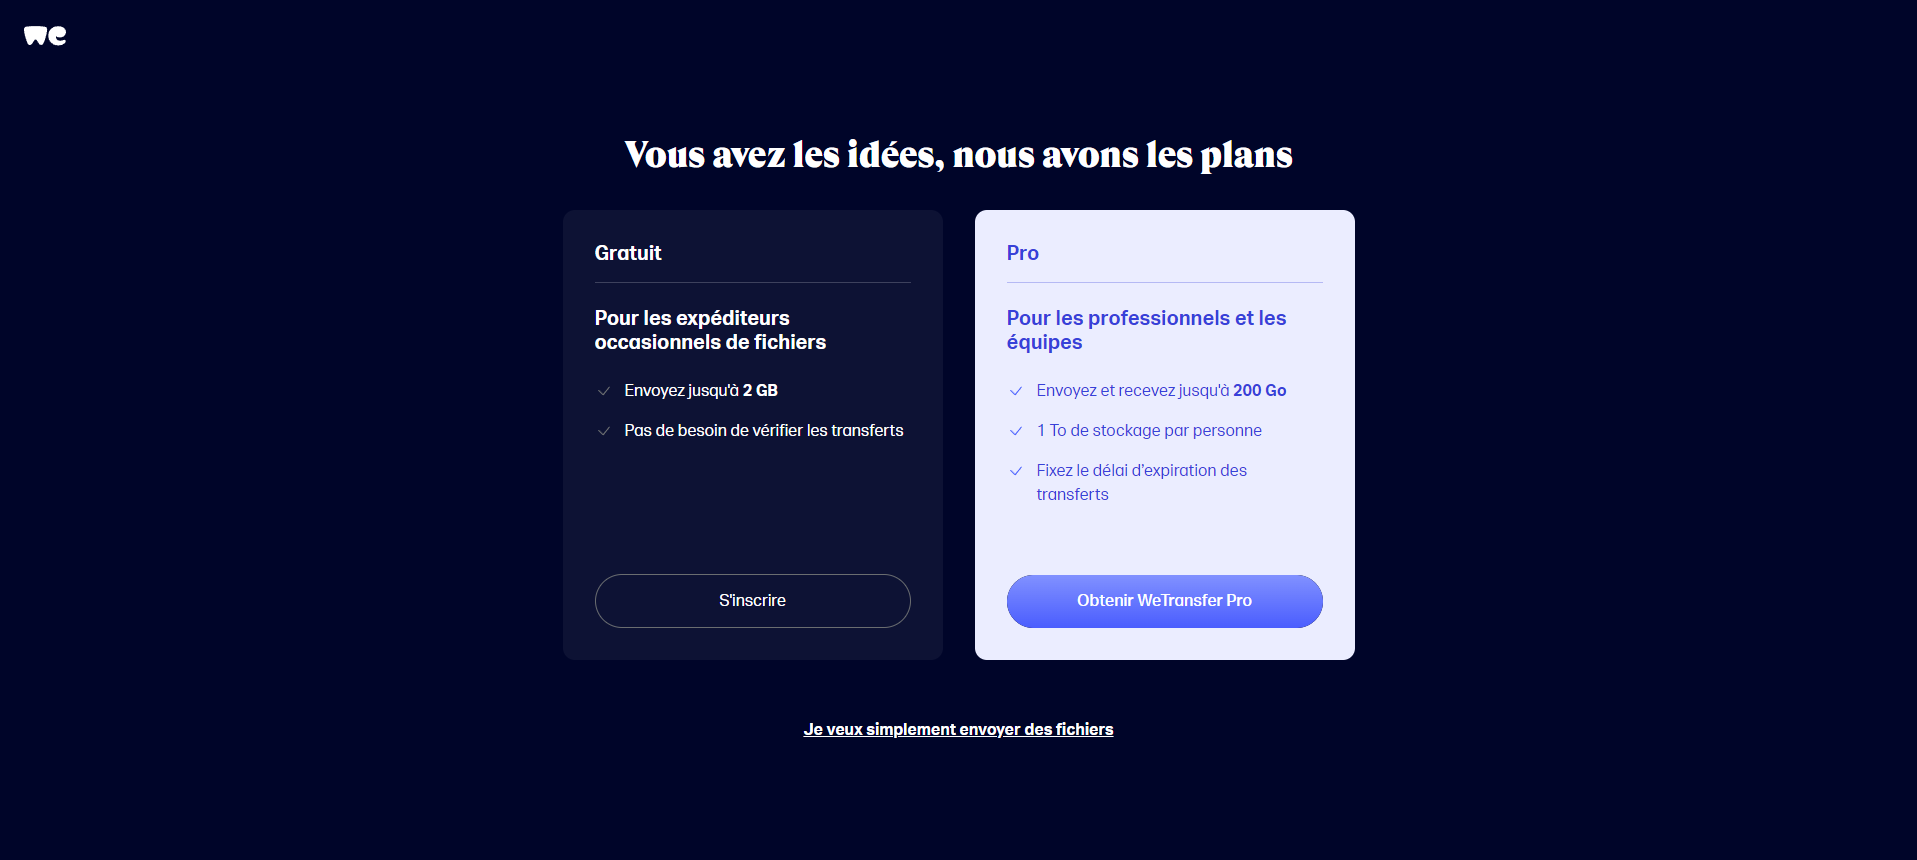 we
Vous avez les idées, nous avons les plans
Gratuit
Pour les expéditeurs
occasionnels de fichiers
Envoyez jusqu'à 2 GB
Pas de besoin de vérifier les transferts
S'inscrire
Pro
Pour les professionnels et les
équipes
Envoyez et recevez jusqu'à 200 Go
1 To de stockage par personne
Fixez le délai d’expiration des
transferts
Obtenir WeTransfer Pro
Je veux simplement envoyer des fichiers